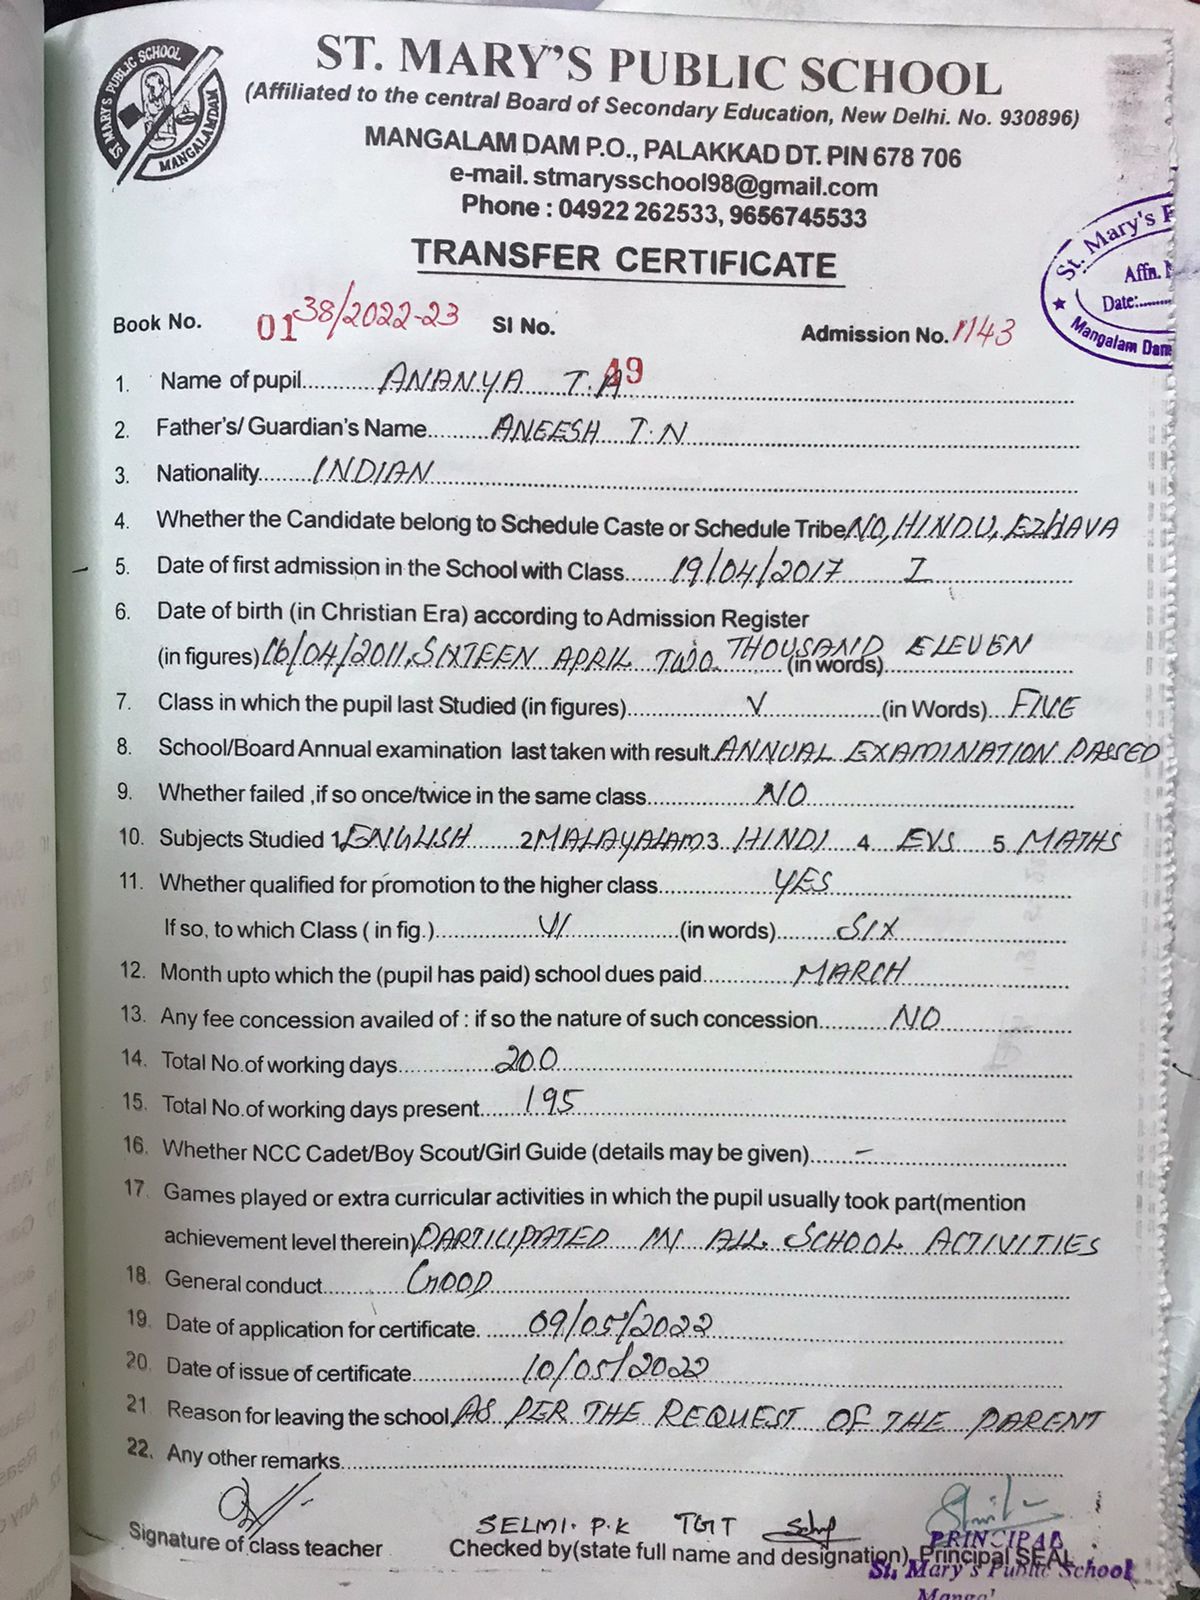 ST MARY'S PUBLIC SCHOOL
MANGALAMDAM
ST. MARY'S PUBLIC SCHOOL
(Affiliated to the central Board of Secondary Education, New Delhi. No. 930896)
MANGALAM DAM P.O., PALAKKAD DT. PIN 678 706
e-mail. stmarysschool98@gmail.com
Phone : 04922 262533, 9656745533
TRANSFER CERTIFICATE
St. Mary's P
Affn. N
Date:........
Mangalam Dam
Book No. 01 38/2022-23 SI No. Admission No. 1143
49
1. Name of pupil ANANYA T.A
2. Father's/ Guardian's Name ANEESH T.N
3. Nationality INDIAN
4. Whether the Candidate belong to Schedule Caste or Schedule Tribe NO, HINDU, EZHAVA
5. Date of first admission in the School with Class 19/04/2017 I
6. Date of birth (in Christian Era) according to Admission Register
(in figures) 16/04/2011, SIXTEEN APRIL TWO THOUSAND (in words) ELEVEN
7. Class in which the pupil last Studied (in figures) V (in Words) FIVE
8. School/Board Annual examination last taken with result ANNUAL EXAMINATION PASSED
9. Whether failed ,if so once/twice in the same class NO
10. Subjects Studied 1 ENGLISH 2 MALAYALAM 3 HINDI 4 EVS 5 MATHS
11. Whether qualified for promotion to the higher class YES
If so, to which Class ( in fig.) VI (in words) SIX
12. Month upto which the (pupil has paid) school dues paid MARCH
13. Any fee concession availed of : if so the nature of such concession NO
14. Total No.of working days 200
15. Total No.of working days present 195
16. Whether NCC Cadet/Boy Scout/Girl Guide (details may be given) -
17. Games played or extra curricular activities in which the pupil usually took part(mention
achievement level therein) PARTICIPATED IN ALL SCHOOL ACTIVITIES
18. General conduct GOOD
19. Date of application for certificate. 09/05/2022
20. Date of issue of certificate 10/05/2022
21. Reason for leaving the school AS PER THE REQUEST OF THE PARENT
22. Any other remarks
SELMI. P.K TGT
Signature of class teacher Checked by(state full name and designation) Principal SEAL
PRINCIPAL
St. Mary's Public School